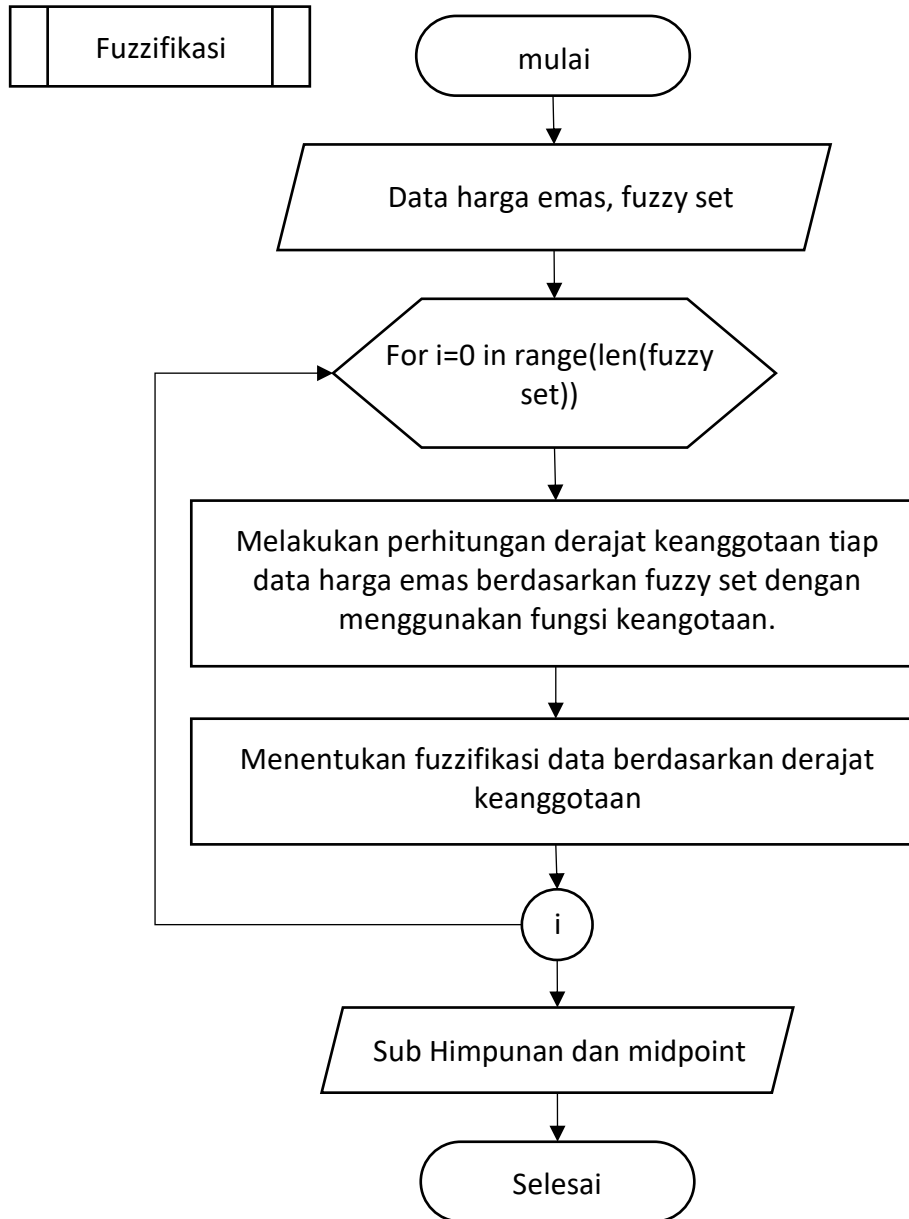 Fuzzifikasi
mulai
Data harga emas, fuzzy set
For i=0 in range(len(fuzzy
set))
Melakukan perhitungan derajat keanggotaan tiap
data harga emas berdasarkan fuzzy set dengan
menggunakan fungsi keangotaan.
Menentukan fuzzifikasi data berdasarkan derajat
keanggotaan
i
Sub Himpunan dan midpoint
Selesai